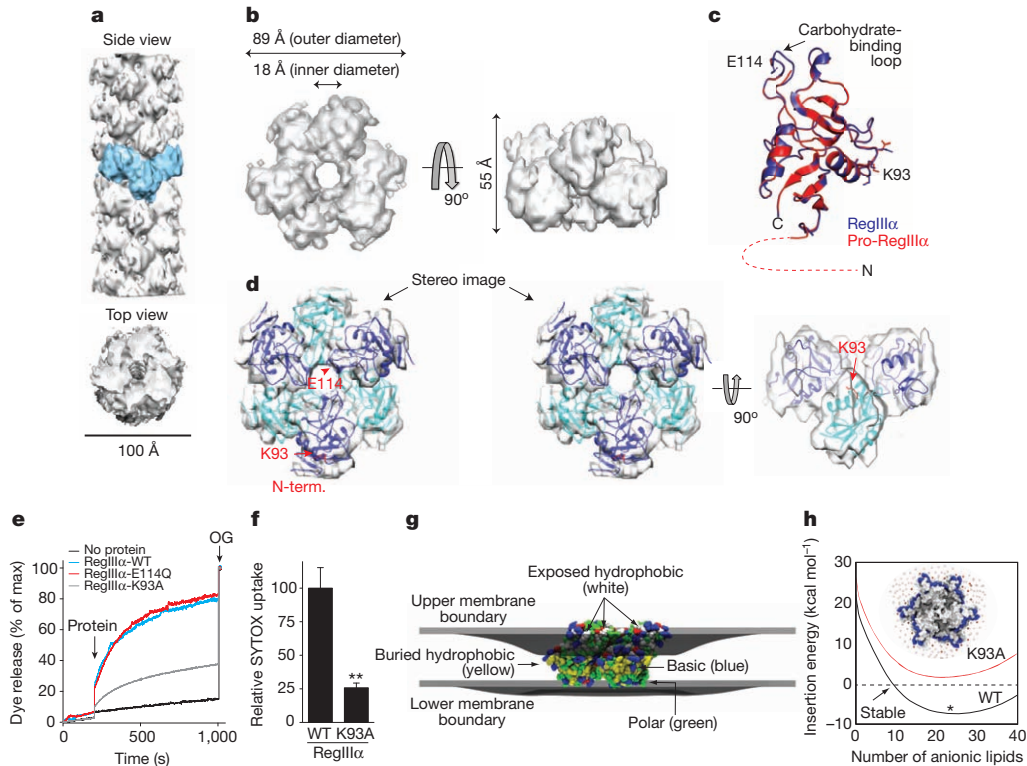 a
Side view
Top view
100 Å
b
89 Å (outer diameter)
18 Å (inner diameter)
90º
55 Å
c
Carbohydrate-
binding
loop
E114
K93
C
RegIIIα
Pro-RegIIIα
N
d
Stereo image
E114
K93
N-term.
90º
K93
e
No protein
RegIIIα-WT
RegIIIα-E114Q
RegIIIα-K93A
OG
Protein
Dye release (% of max)
100
80
60
40
20
0
0
500
1,000
Time (s)
f
Relative SYTOX uptake
100
75
50
25
0
**
WT K93A
RegIIIα
g
Exposed hydrophobic
(white)
Upper membrane
boundary
Buried hydrophobic
(yellow)
Basic (blue)
Lower membrane
boundary
Polar (green)
h
Insertion energy (kcal mol⁻¹)
30
20
10
0
−10
K93A
WT
Stable
*
0 10 20 30 40
Number of anionic lipids